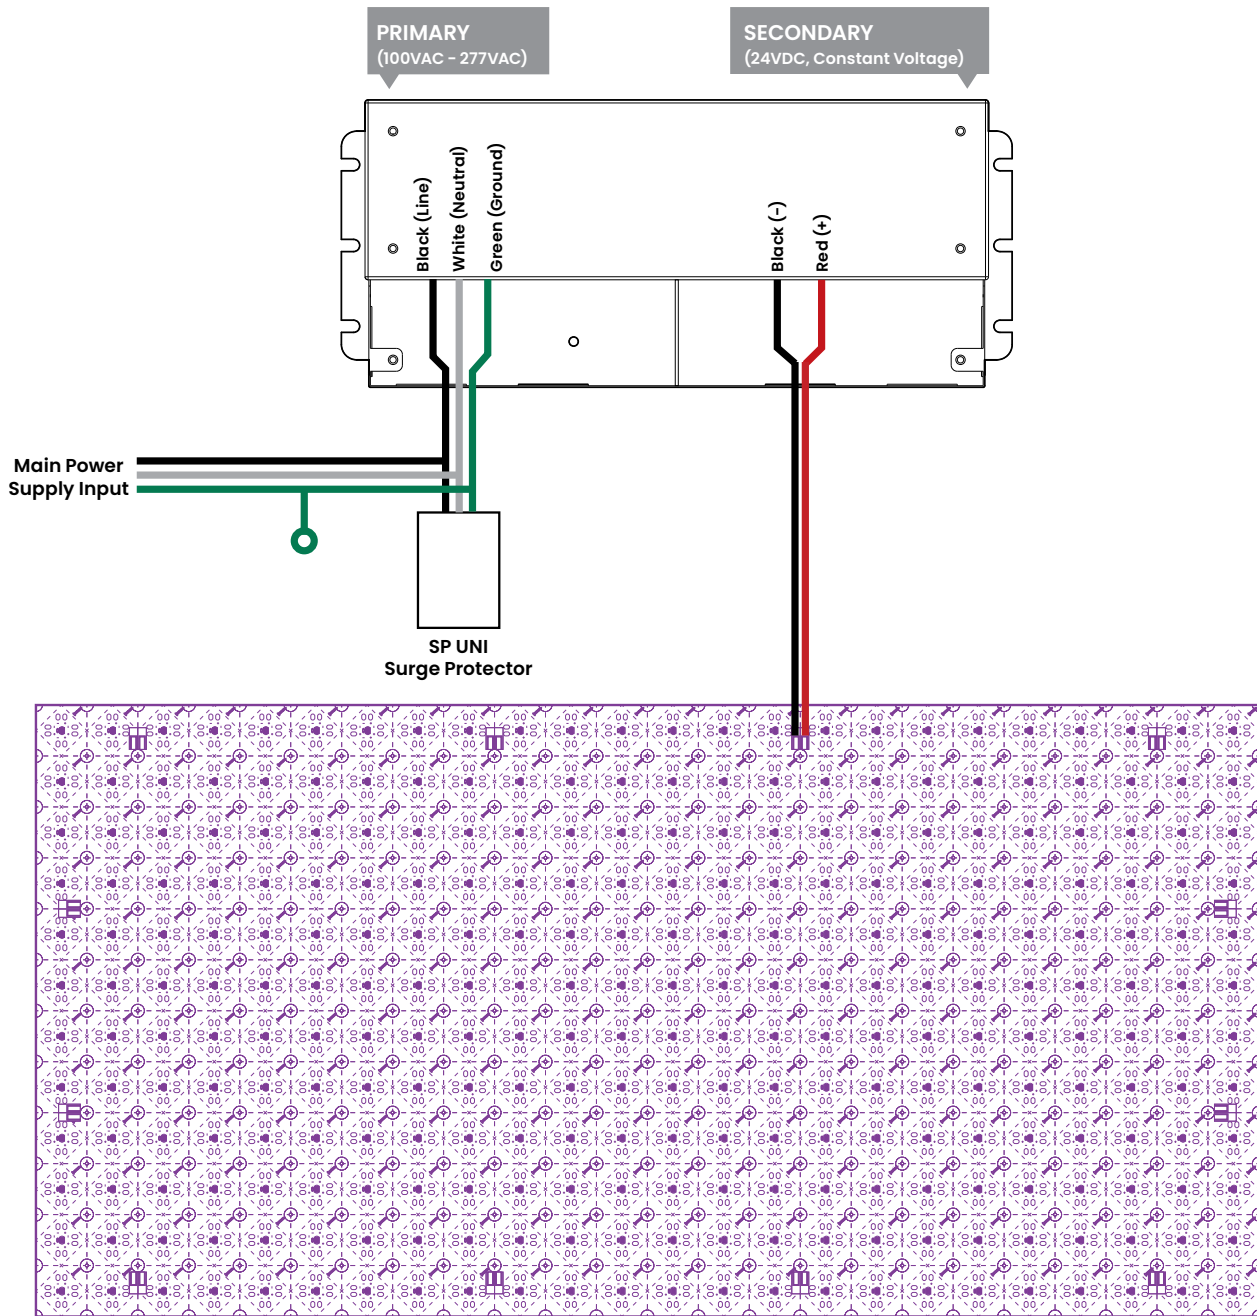 PRIMARY
(100VAC - 277VAC)
SECONDARY
(24VDC, Constant Voltage)
Black (Line)
White (Neutral)
Green (Ground)
Black (-)
Red (+)
Main Power
Supply Input
SP UNI
Surge Protector